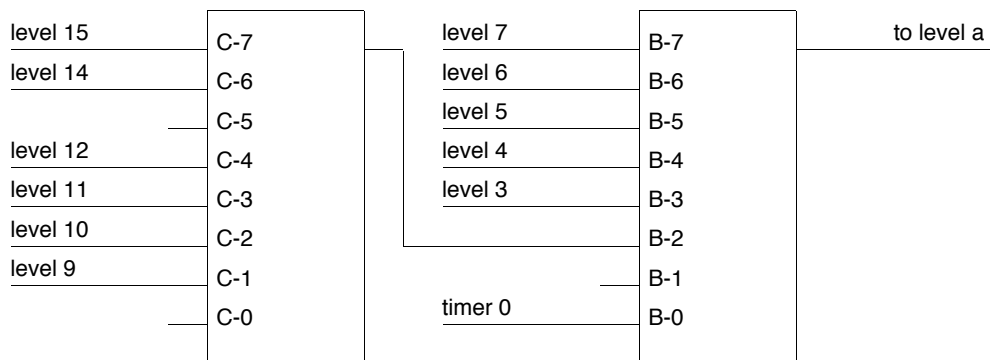 level 15
level 14
level 12
level 11
level 10
level 9
C-7
C-6
C-5
C-4
C-3
C-2
C-1
C-0
level 7
level 6
level 5
level 4
level 3
timer 0
B-7
B-6
B-5
B-4
B-3
B-2
B-1
B-0
to level a